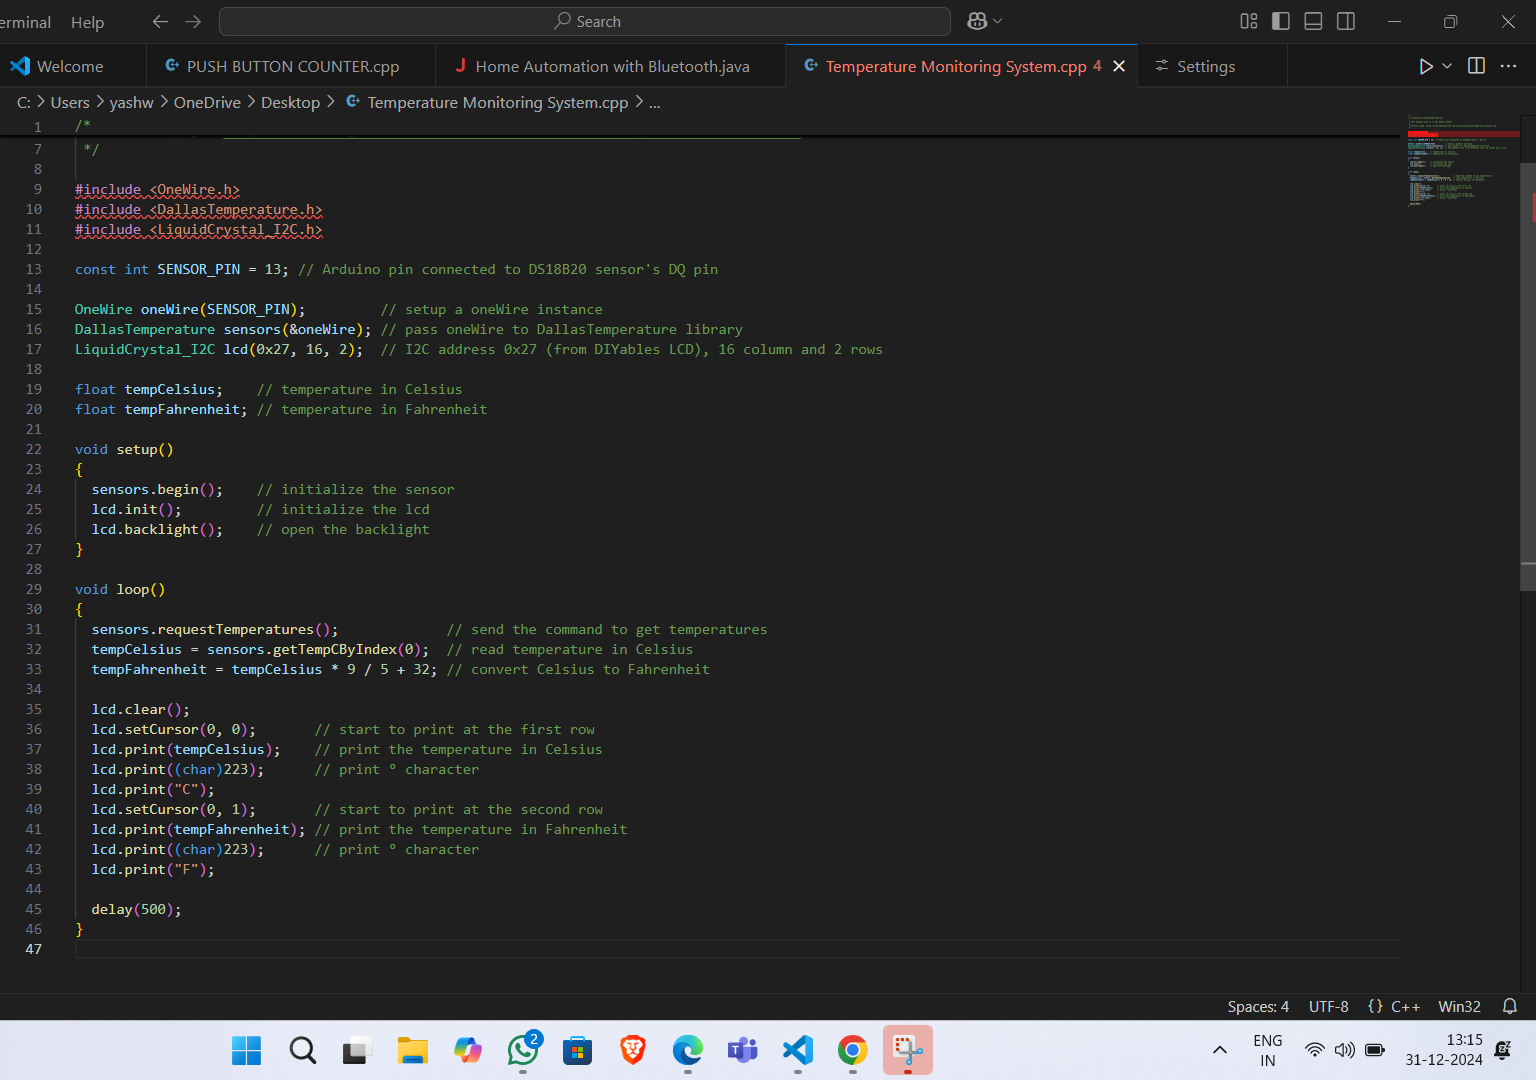 erminal Help Search
Welcome PUSH BUTTON COUNTER.cpp Home Automation with Bluetooth.java Temperature Monitoring System.cpp 4 Settings
C: > Users > yashw > OneDrive > Desktop > Temperature Monitoring System.cpp > ...
1 /*
7 */
8
9 #include <OneWire.h>
10 #include <DallasTemperature.h>
11 #include <LiquidCrystal_I2C.h>
12
13 const int SENSOR_PIN = 13; // Arduino pin connected to DS18B20 sensor's DQ pin
14
15 OneWire oneWire(SENSOR_PIN);         // setup a oneWire instance
16 DallasTemperature sensors(&oneWire); // pass oneWire to DallasTemperature library
17 LiquidCrystal_I2C lcd(0x27, 16, 2);  // I2C address 0x27 (from DIYables LCD), 16 column and 2 rows
18
19 float tempCelsius;    // temperature in Celsius
20 float tempFahrenheit; // temperature in Fahrenheit
21
22 void setup()
23 {
24   sensors.begin();    // initialize the sensor
25   lcd.init();         // initialize the lcd
26   lcd.backlight();    // open the backlight
27 }
28
29 void loop()
30 {
31   sensors.requestTemperatures();             // send the command to get temperatures
32   tempCelsius = sensors.getTempCByIndex(0);  // read temperature in Celsius
33   tempFahrenheit = tempCelsius * 9 / 5 + 32; // convert Celsius to Fahrenheit
34
35   lcd.clear();
36   lcd.setCursor(0, 0);       // start to print at the first row
37   lcd.print(tempCelsius);    // print the temperature in Celsius
38   lcd.print((char)223);      // print ° character
39   lcd.print("C");
40   lcd.setCursor(0, 1);       // start to print at the second row
41   lcd.print(tempFahrenheit); // print the temperature in Fahrenheit
42   lcd.print((char)223);      // print ° character
43   lcd.print("F");
44
45   delay(500);
46 }
47
Spaces: 4 UTF-8 {} C++ Win32
2
ENG 13:15
IN 31-12-2024